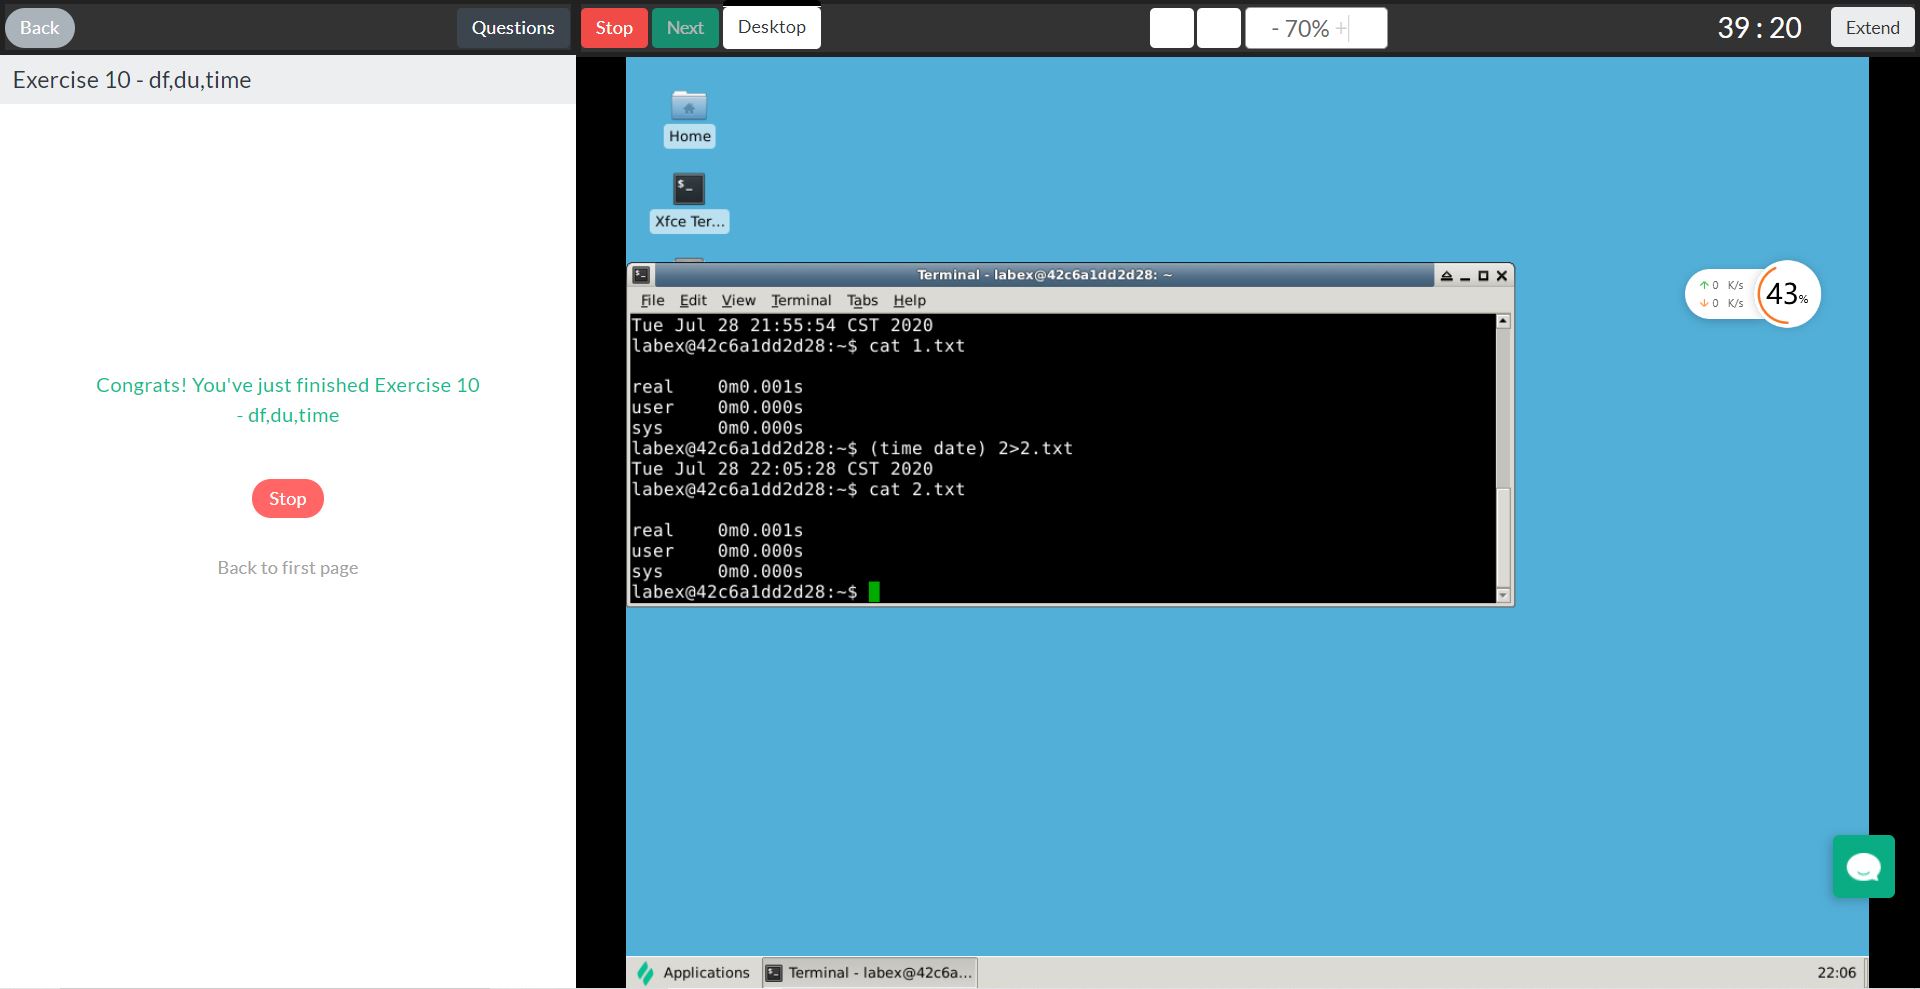 Back
Questions
Stop
Next
Desktop
- 70% +
39 : 20
Extend
Exercise 10 - df,du,time
Congrats! You've just finished Exercise 10
- df,du,time
Stop
Back to first page
Home
Xfce Ter...
Terminal - labex@42c6a1dd2d28: ~
File Edit View Terminal Tabs Help
Tue Jul 28 21:55:54 CST 2020
labex@42c6a1dd2d28:~$ cat 1.txt
real 0m0.001s
user 0m0.000s
sys 0m0.000s
labex@42c6a1dd2d28:~$ (time date) 2>2.txt
Tue Jul 28 22:05:28 CST 2020
labex@42c6a1dd2d28:~$ cat 2.txt
real 0m0.001s
user 0m0.000s
sys 0m0.000s
labex@42c6a1dd2d28:~$
↑ 0 K/s
↓ 0 K/s
43%
Applications
Terminal - labex@42c6a...
22:06